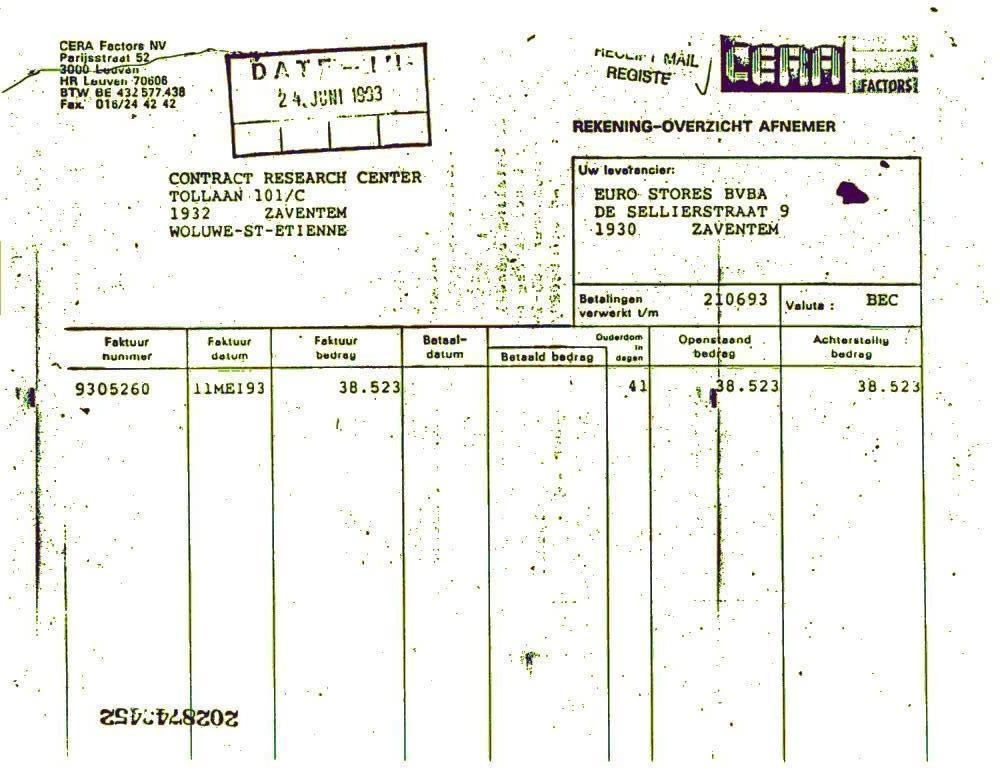 CERA Factors NV
Parijsstraat 52
3000 Leuven
HR Leuven 70606
BTW BE 432 577.438
Fax. 016/24 42 42
24 JUNI 1993
MAIL
REGISTE
CERA
FACTORS
REKENING-OVERZICHT AFNEMER
CONTRACT RESEARCH CENTER
TOLLAAN 101/C
1932 ZAVENTEM
WOLUWE-ST-ETIENNE
Uw leverancier:
EURO STORES BVBA
DE SELLIERSTRAAT 9
1930 ZAVENTEM
Betalingen verwerkt t/m 210693 Valuta : BEC
Faktuur nummer Faktuur datum Faktuur bedrag Betaal-datum Betaald bedrag Ouderdom in dagen Openstaand bedrag Achterstallig bedrag
9305260 11MEI93 38.523 41 38.523 38.523